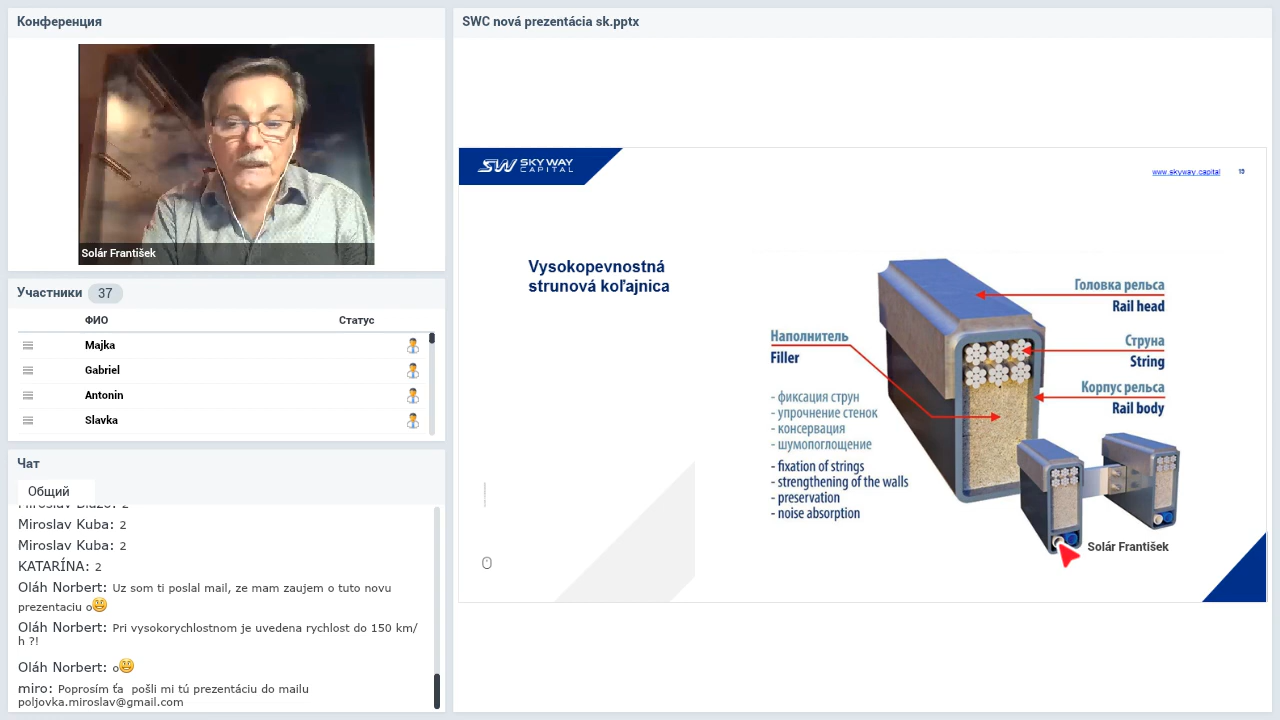 Конференция
Solár František
Участники 37
ФИО Статус
Majka
Gabriel
Antonin
Slavka
Чат
Общий
Miroslav Kuba: 2
Miroslav Kuba: 2
KATARÍNA: 2
Oláh Norbert: Uz som ti poslal mail, ze mam zaujem o tuto novu
prezentaciu o
Oláh Norbert: Pri vysokorychlostnom je uvedena rychlost do 150 km/
h ?!
Oláh Norbert: o
miro: Poprosím ťa  pošli mi tú prezentáciu do mailu
poljovka.miroslav@gmail.com
SWC nová prezentácia sk.pptx
SW SKY WAY
CAPITAL
www.skyway.capital 15
Vysokopevnostná
strunová koľajnica
Головка рельса
Rail head
Наполнитель
Filler
Струна
String
Корпус рельса
Rail body
- фиксация струн
- упрочнение стенок
- консервация
- шумопоглощение
- fixation of strings
- strengthening of the walls
- preservation
- noise absorption
Solár František